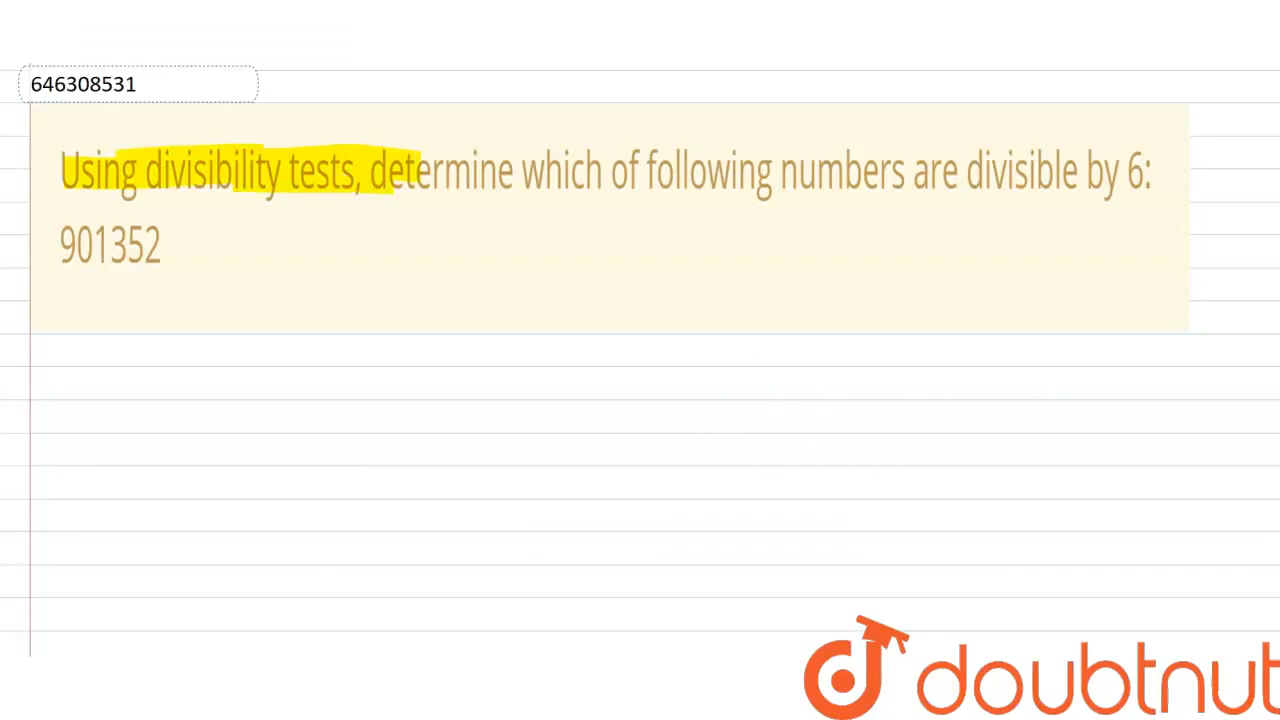 646308531
Using divisibility tests, determine which of following numbers are divisible by 6:
901352
doubtnut